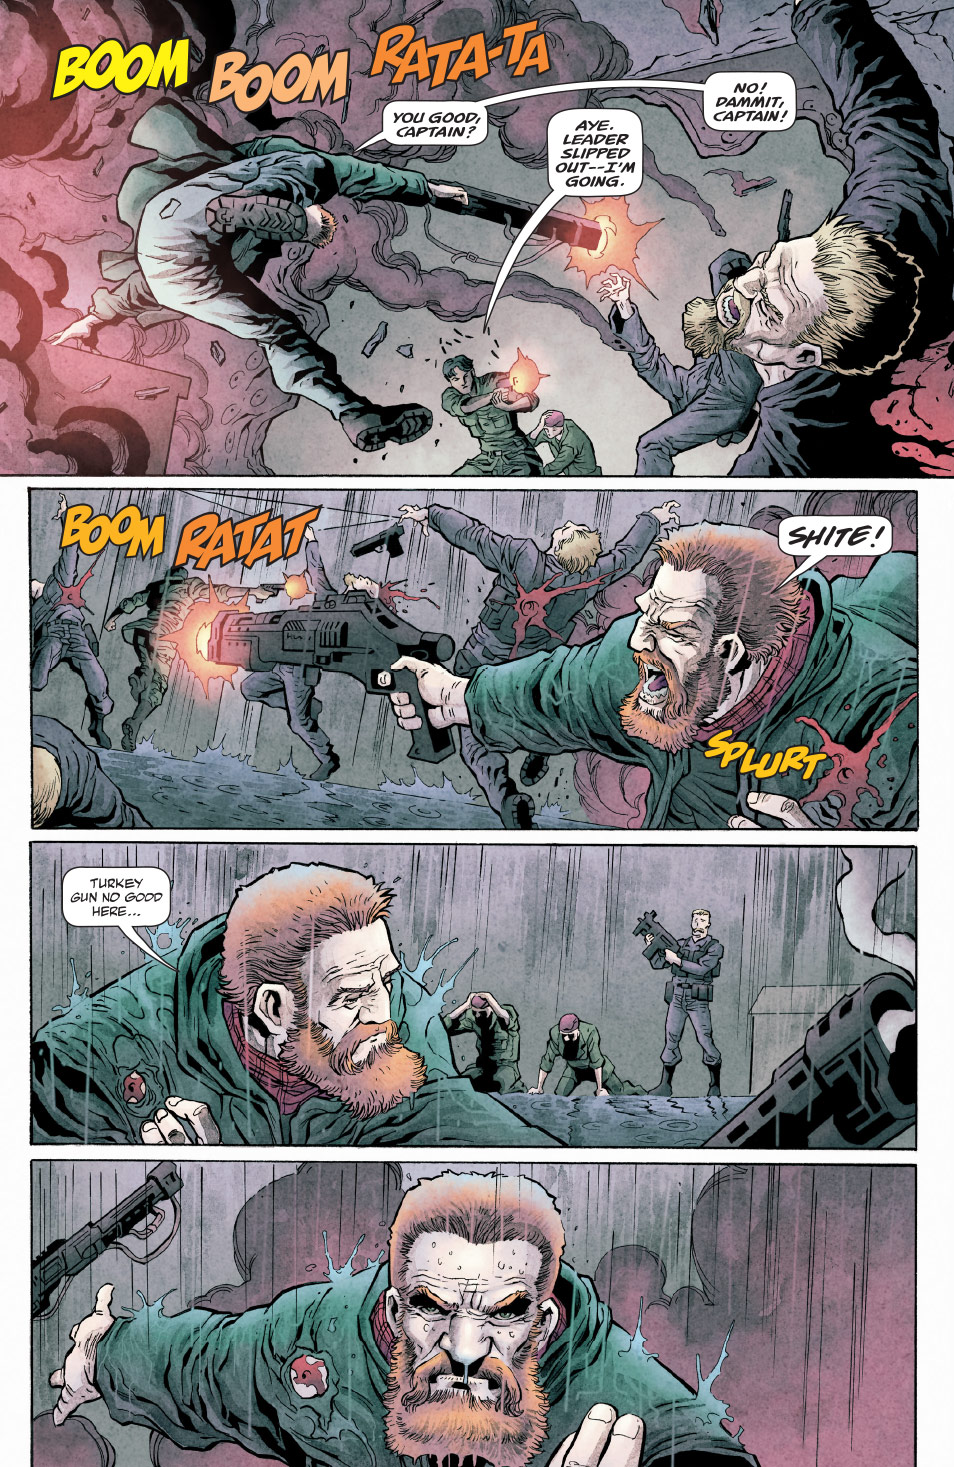 BOOM
BOOM
RATA-TA
YOU GOOD,
CAPTAIN?
NO!
DAMMIT,
CAPTAIN!
AYE.
LEADER
SLIPPED
OUT--I'M
GOING.
BOOM
RATAT
SHITE!
SPLURT
TURKEY
GUN NO GOOD
HERE...